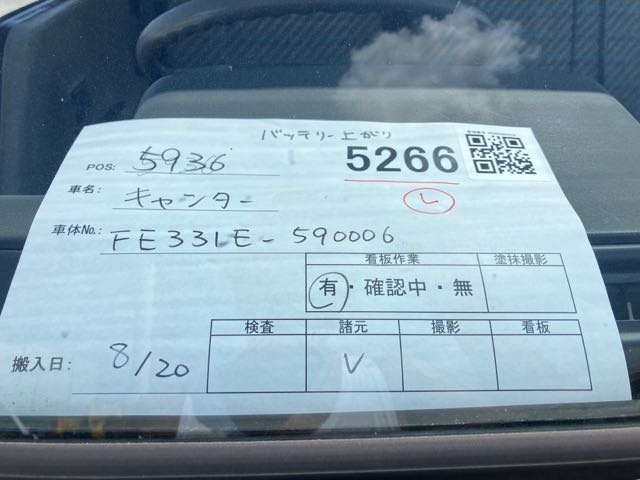 バッテリー上がり
POS: 5936 5266
車名: キャンター し
車体No.: FE331E-590006
看板作業 塗抹撮影
有・確認中・無
検査 諸元 撮影 看板
搬入日: 8/20 V